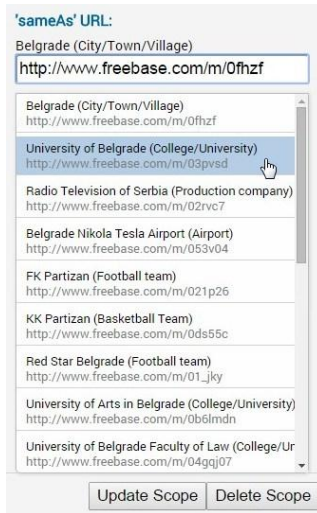 'sameAs' URL:
Belgrade (City/Town/Village)
http://www.freebase.com/m/0fhzf
Belgrade (City/Town/Village)
http://www.freebase.com/m/0fhzf
University of Belgrade (College/University)
http://www.freebase.com/m/03pvsd
Radio Television of Serbia (Production company)
http://www.freebase.com/m/02rvc7
Belgrade Nikola Tesla Airport (Airport)
http://www.freebase.com/m/053v04
FK Partizan (Football team)
http://www.freebase.com/m/021p26
KK Partizan (Basketball Team)
http://www.freebase.com/m/0ds55c
Red Star Belgrade (Football team)
http://www.freebase.com/m/01_jky
University of Arts in Belgrade (College/University)
http://www.freebase.com/m/0b6lmdn
University of Belgrade Faculty of Law (College/Ur
http://www.freebase.com/m/04gqj07
Update Scope Delete Scope